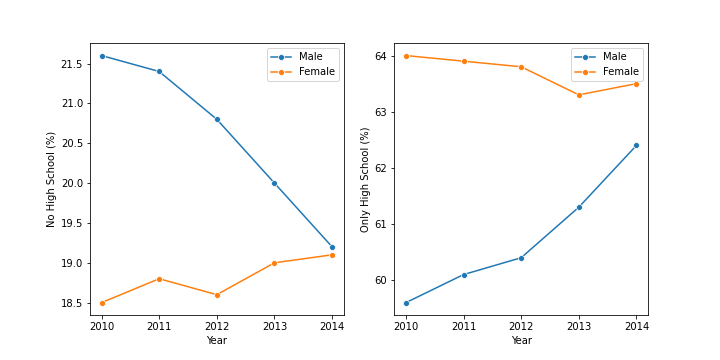 No High School (%)
21.5
21.0
20.5
20.0
19.5
19.0
18.5
2010
2011
2012
2013
2014
Year
Male
Female
Only High School (%)
64
63
62
61
60
2010
2011
2012
2013
2014
Year
Male
Female